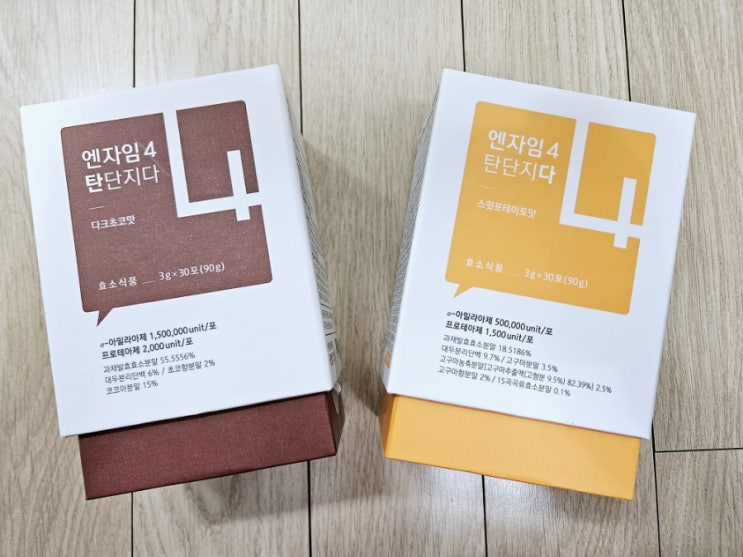 엔자임4
탄단지다
다크초코맛
효소식품 __ 3g×30포(90g)
α-아밀라아제 1,500,000unit/포
프로테아제 2,000unit/포
과채발효효소분말 55.5556%
대두분리단백 6% / 초코향분말 2%
코코아분말 15%
엔자임4
탄단지다
스윗포테이토맛
효소식품 __ 3g×30포(90g)
α-아밀라아제 500,000unit/포
프로테아제 1,500unit/포
과채발효효소분말 18.5186%
대두분리단백 9.7% / 고구마분말 3.5%
고구마농축분말[고구마추출액(고형분 9.5%) 82.39%] 2.5%
고구마향분말 2% / 15곡곡류효소분말 0.1%